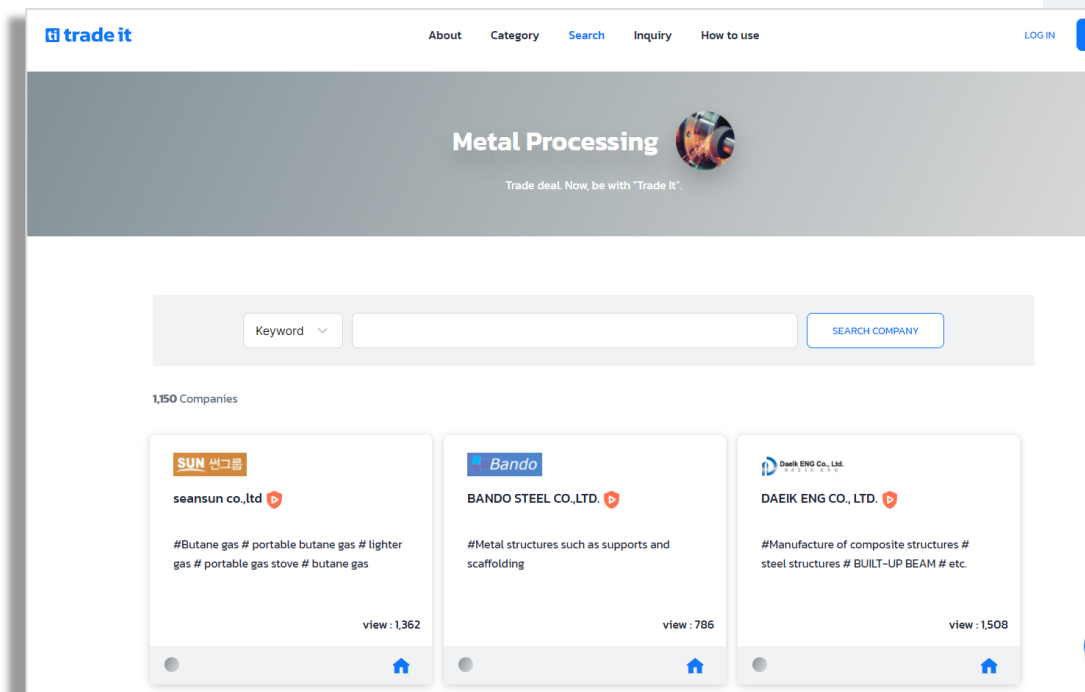 ti trade it
About Category Search Inquiry How to use
LOG IN
Metal Processing
Trade deal. Now, be with "Trade It".
Keyword
SEARCH COMPANY
1,150 Companies
SUN 썬그룹
seansun co.,ltd
#Butane gas # portable butane gas # lighter
gas # portable gas stove # butane gas
view : 1,362
Bando
BANDO STEEL CO.,LTD.
#Metal structures such as supports and
scaffolding
view : 786
Daeik ENG Co., Ltd.
DAEIK ENG
DAEIK ENG CO., LTD.
#Manufacture of composite structures #
steel structures # BUILT-UP BEAM # etc.
view : 1,508